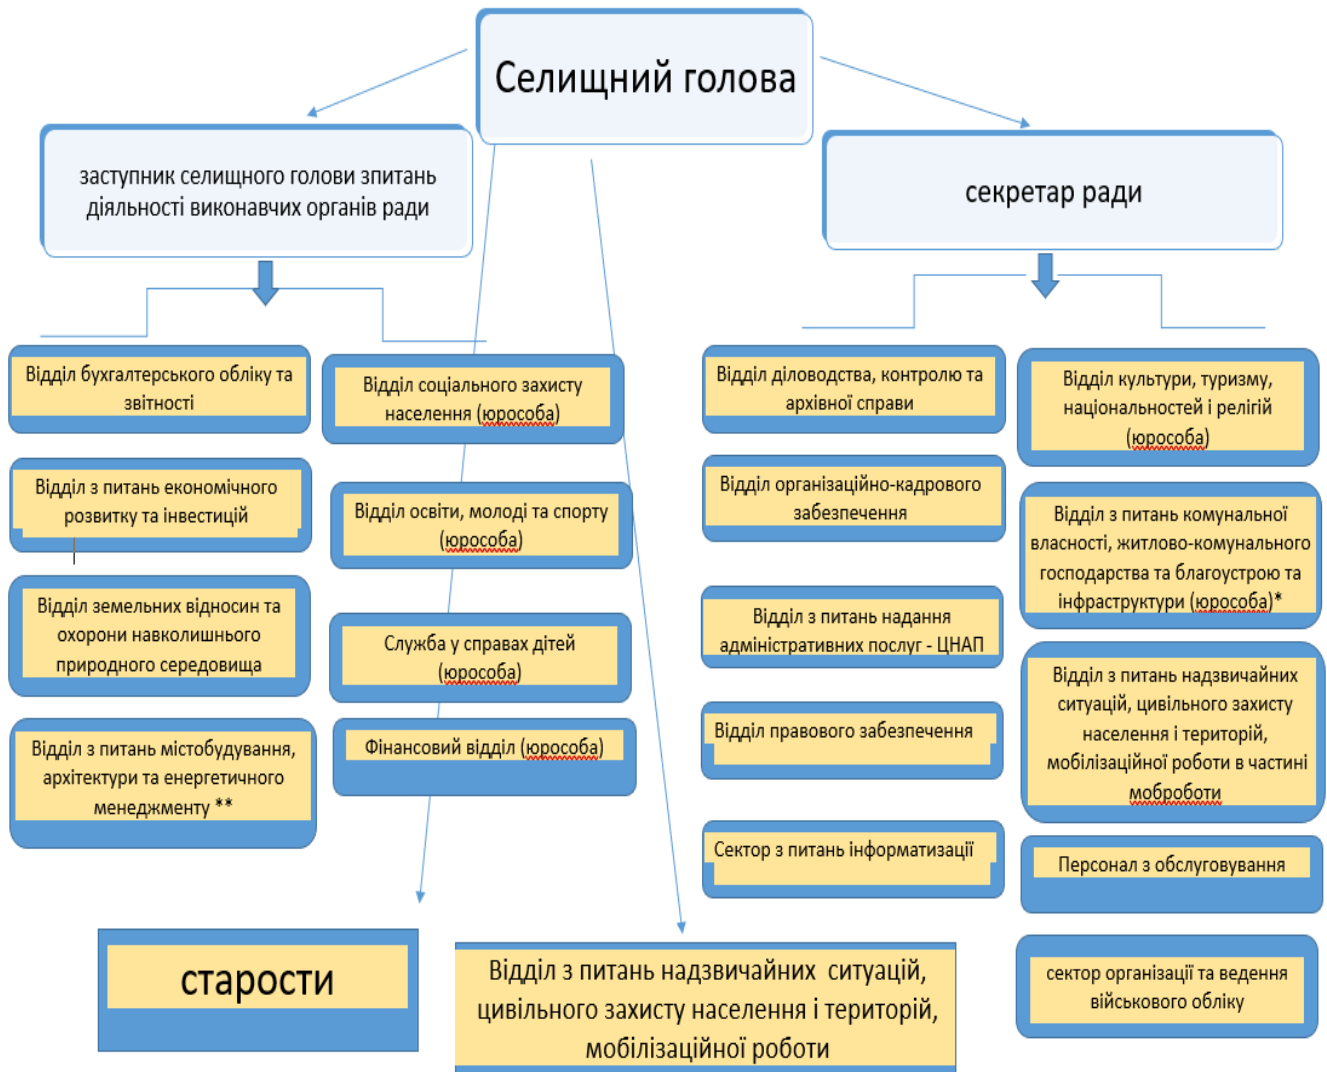 Селищний голова
заступник селищного голови зпитань
діяльності виконавчих органів ради
секретар ради
Відділ бухгалтерського обліку та
звітності
Відділ з питань економічного
розвитку та інвестицій
Відділ земельних відносин та
охорони навколишнього
природного середовища
Відділ з питань містобудування,
архітектури та енергетичного
менеджменту **
Відділ соціального захисту
населення (юрособа)
Відділ освіти, молоді та спорту
(юрособа)
Служба у справах дітей
(юрособа)
Фінансовий відділ (юрособа)
Відділ діловодства, контролю та
архівної справи
Відділ організаційно-кадрового
забезпечення
Відділ з питань надання
адміністративних послуг - ЦНАП
Відділ правового забезпечення
Сектор з питань інформатизації
Відділ культури, туризму,
національностей і релігій
(юрособа)
Відділ з питань комунальної
власності, житлово-комунального
господарства та благоустрою та
інфраструктури (юрособа)*
Відділ з питань надзвичайних
ситуацій, цивільного захисту
населення і територій,
мобілізаційної роботи в частині
моброботи
Персонал з обслуговування
сектор організації та ведення
військового обліку
старости
Відділ з питань надзвичайних ситуацій,
цивільного захисту населення і територій,
мобілізаційної роботи